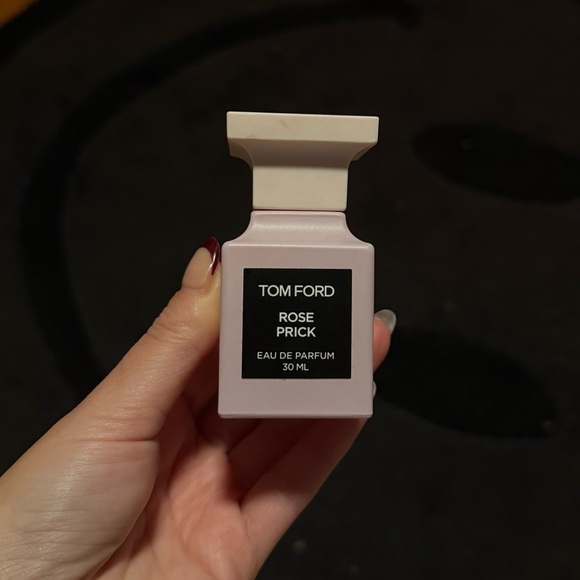 TOM FORD
ROSE
PRICK
EAU DE PARFUM
30 ML